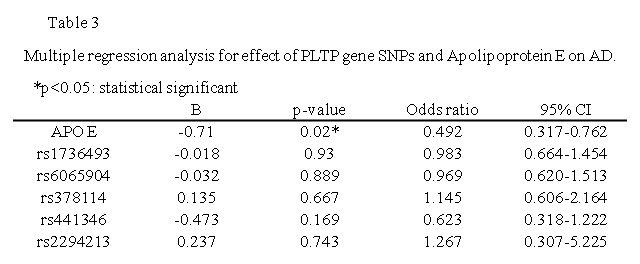 Table 3
Multiple regression analysis for effect of PLTP gene SNPs and Apolipoprotein E on AD.
*p<0.05: statistical significant
B p-value Odds ratio 95% CI
APO E -0.71 0.02* 0.492 0.317-0.762
rs1736493 -0.018 0.93 0.983 0.664-1.454
rs6065904 -0.032 0.889 0.969 0.620-1.513
rs378114 0.135 0.667 1.145 0.606-2.164
rs441346 -0.473 0.169 0.623 0.318-1.222
rs2294213 0.237 0.743 1.267 0.307-5.225